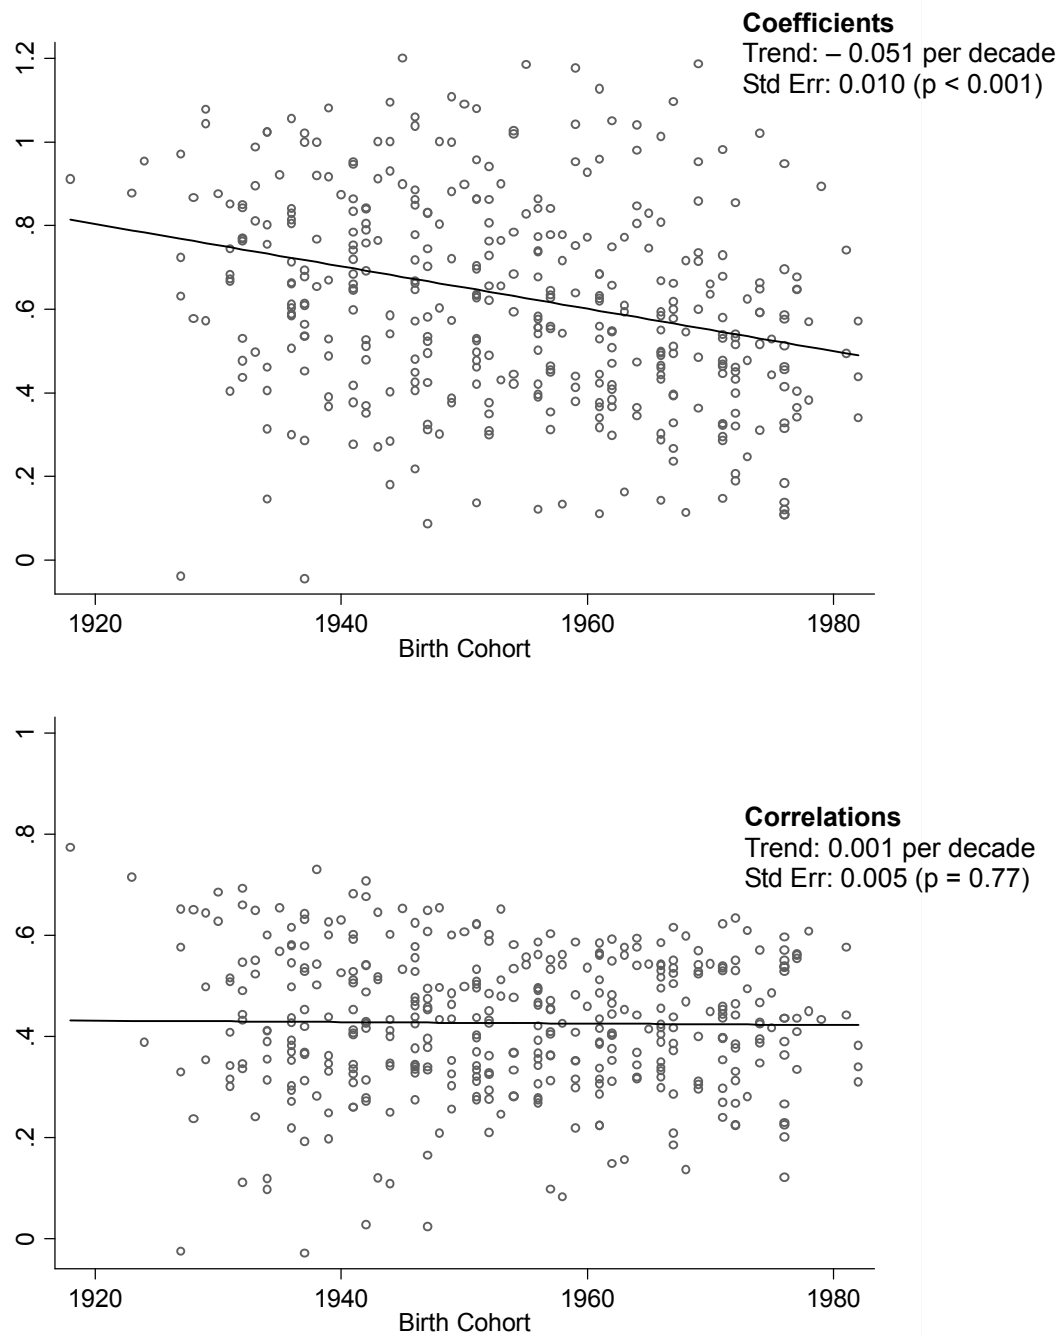 Coefficients
Trend: – 0.051 per decade
Std Err: 0.010 (p < 0.001)
1.2
1
.8
.6
.4
.2
0
1920 1940 1960 1980
Birth Cohort
1
.8
.6
.4
.2
0
Correlations
Trend: 0.001 per decade
Std Err: 0.005 (p = 0.77)
1920 1940 1960 1980
Birth Cohort